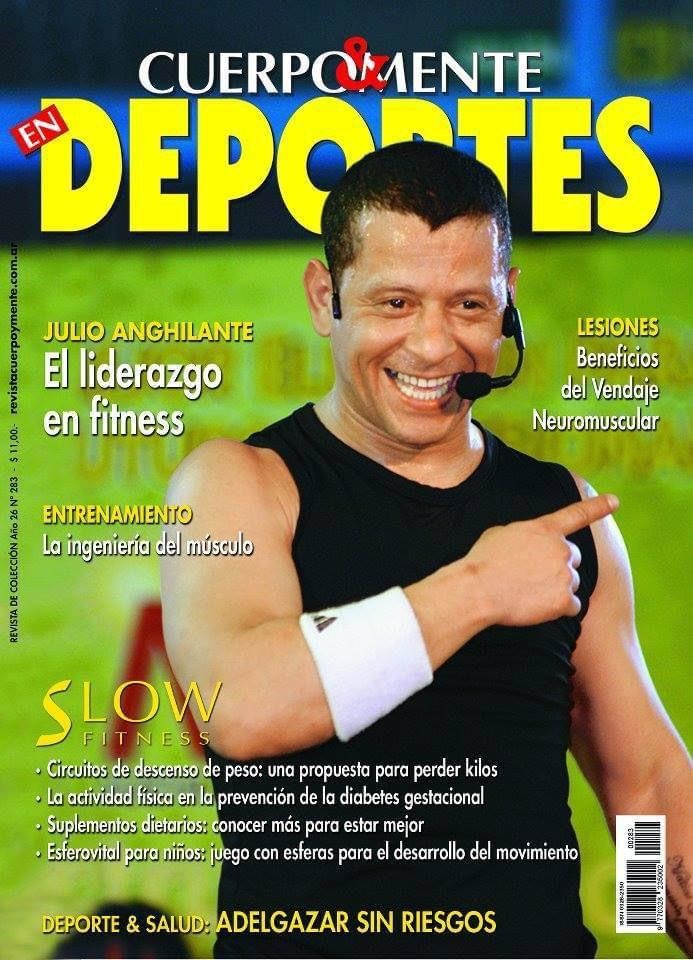 CUERPO&MENTE
EN
DEPORTES
revistacuerpoymente.com.ar
REVISTA DE COLECCIÓN Año 26 Nº 283 - $ 11,00-
JULIO ANGHILANTE
El liderazgo
en fitness
LESIONES
Beneficios
del Vendaje
Neuromuscular
ENTRENAMIENTO
La ingeniería del músculo
SLOW
FITNESS
· Circuitos de descenso de peso: una propuesta para perder kilos
· La actividad física en la prevención de la diabetes gestacional
· Suplementos dietarios: conocer más para estar mejor
· Esferovital para niños: juego con esferas para el desarrollo del movimiento
DEPORTE & SALUD: ADELGAZAR SIN RIESGOS
00283
9 770328 235002